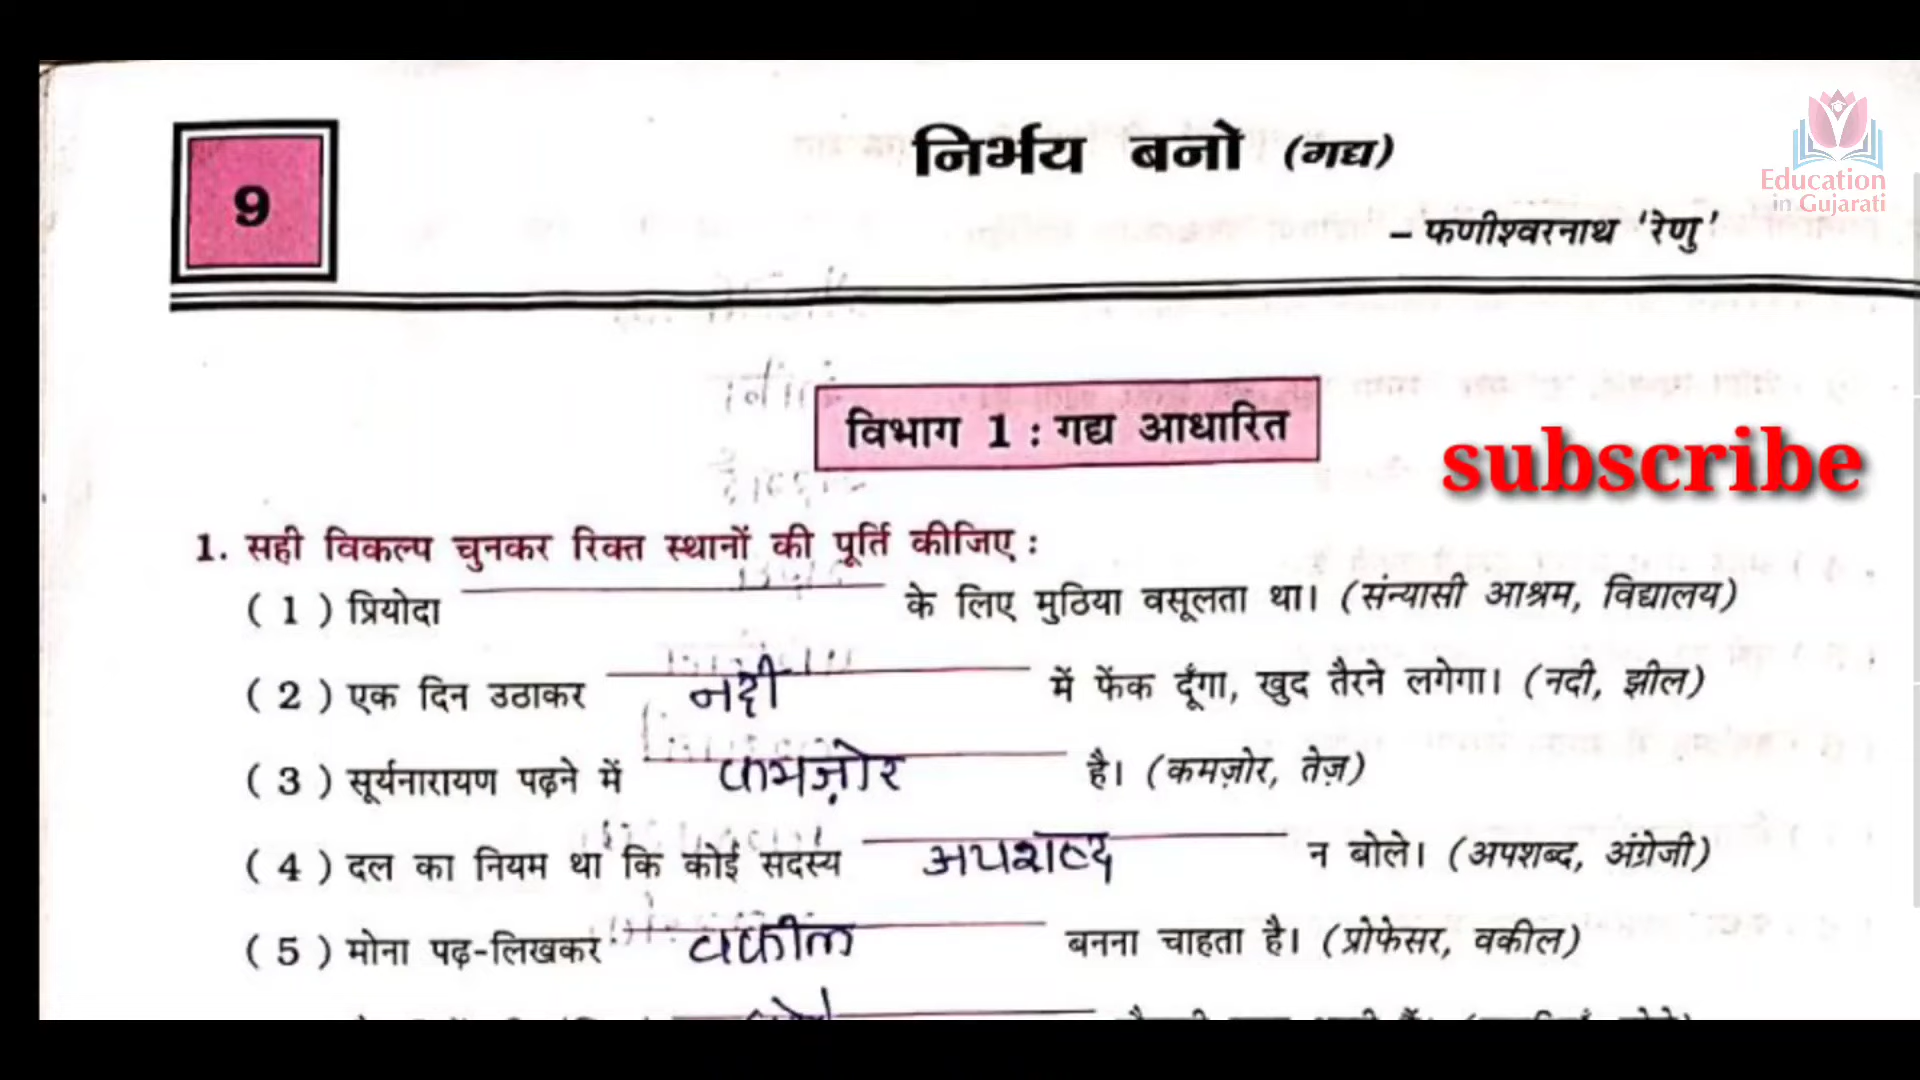 9
निर्भय बनो (गद्य)
Education
in Gujarati
– फणीश्वरनाथ 'रेणु'
विभाग 1 : गद्य आधारित
subscribe
1. सही विकल्प चुनकर रिक्त स्थानों की पूर्ति कीजिए :
( 1 ) प्रियोदा के लिए मुठिया वसूलता था। (संन्यासी आश्रम, विद्यालय)
( 2 ) एक दिन उठाकर नदी में फेंक दूँगा, खुद तैरने लगेगा। (नदी, झील)
( 3 ) सूर्यनारायण पढ़ने में कमज़ोर है। (कमज़ोर, तेज़)
( 4 ) दल का नियम था कि कोई सदस्य अपशब्द न बोले। (अपशब्द, अंग्रेजी)
( 5 ) मोना पढ़-लिखकर वकील बनना चाहता है। (प्रोफेसर, वकील)